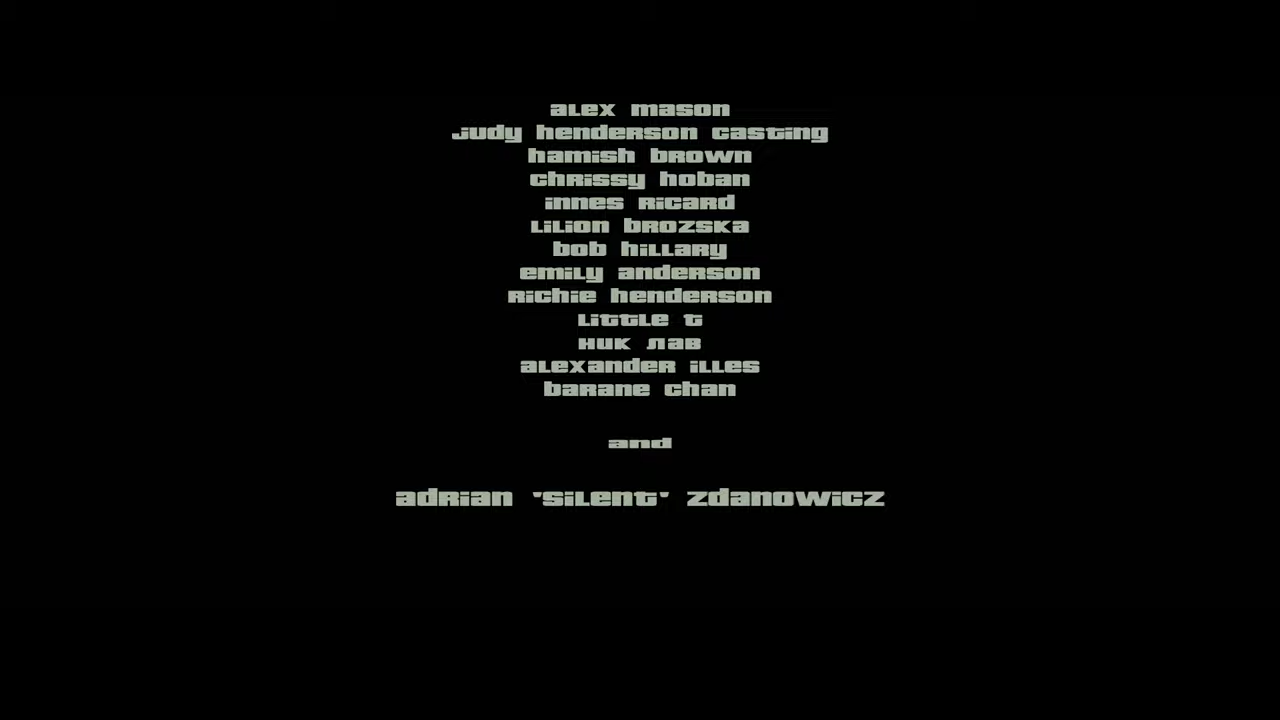 alex mason
judy henderson casting
hamish brown
chrissy hoban
innes ricard
lilion brozska
bob hillary
emily anderson
richie henderson
little t
ник лав
alexander illes
barane chan
and
adrian 'silent' zdanowicz